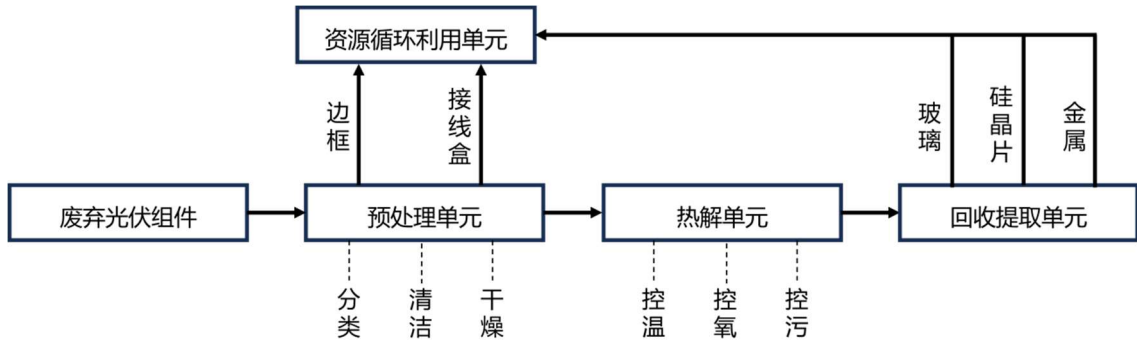 资源循环利用单元
边框
接线盒
玻璃
硅晶片
金属
废弃光伏组件
预处理单元
热解单元
回收提取单元
分类
清洁
干燥
控温
控氧
控污